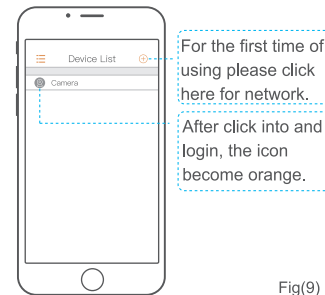 Device List
Camera
For the first time of
using please click
here for network.
After click into and
login, the icon
become orange.
Fig(9)